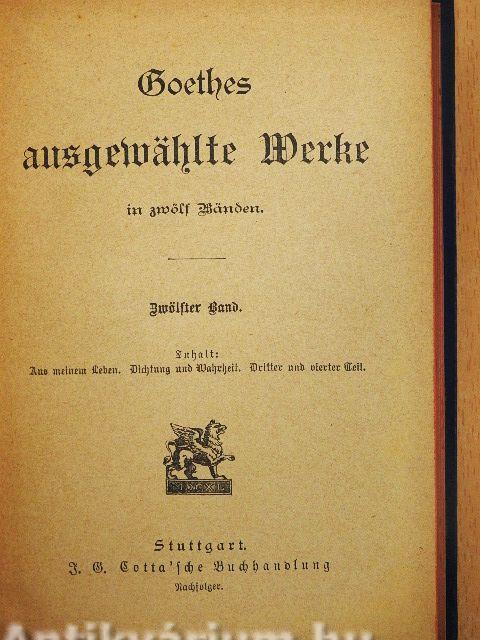 Goethes
ausgewählte Werke
in zwölf Bänden.
Zwölfter Band.
Inhalt:
Aus meinem Leben. Dichtung und Wahrheit. Dritter und vierter Teil.
Stuttgart.
J. G. Cotta'sche Buchhandlung
Nachfolger.
Antikvárium.hu